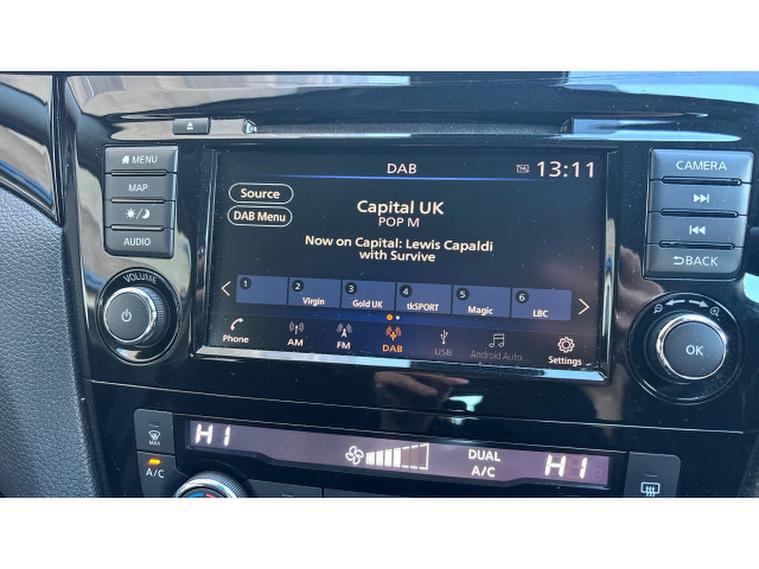 MENU
MAP
AUDIO
VOLUME
DAB
13:11
Source
DAB Menu
Capital UK
POP M
Now on Capital: Lewis Capaldi
with Survive
1
2 Virgin
3 Gold UK
4 tkSPORT
5 Magic
6 LBC
Phone
AM
FM
DAB
USB
Android Auto
Settings
CAMERA
BACK
OK
MAX
A/C
HI
DUAL
A/C
HI